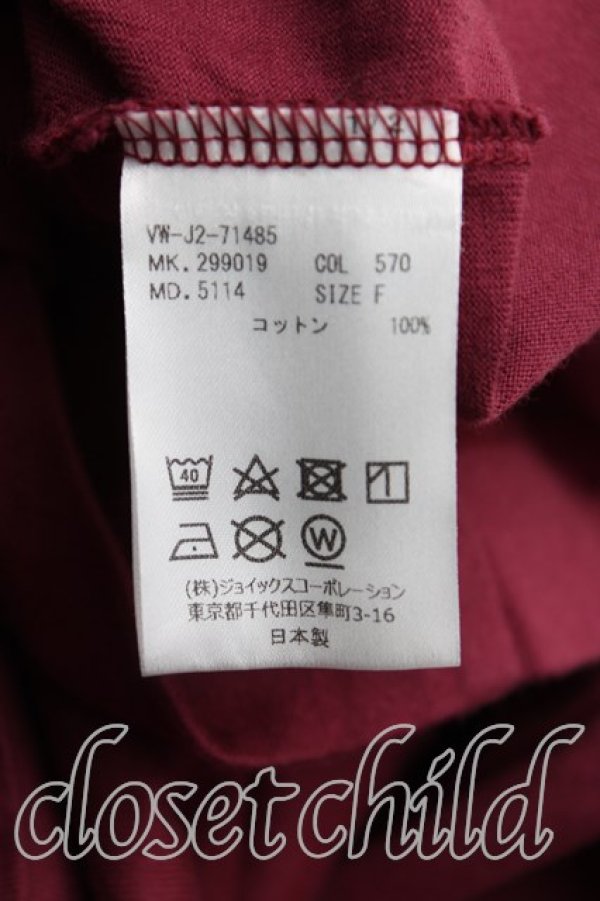 VW-J2-71485
MK.299019 COL 570
MD.5114 SIZE F
コットン 100%
40
W
(株)ジョイックスコーポレーション
東京都千代田区隼町3-16
日本製
closet child